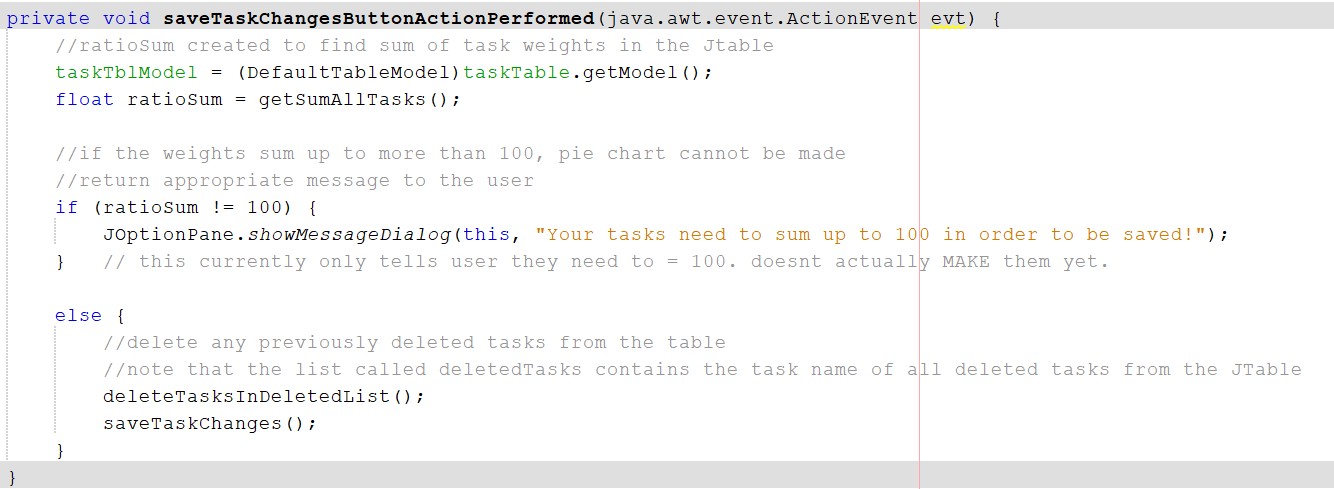 private void saveTaskChangesButtonActionPerformed(java.awt.event.ActionEvent evt) {
    //ratioSum created to find sum of task weights in the Jtable
    taskTblModel = (DefaultTableModel)taskTable.getModel();
    float ratioSum = getSumAllTasks();

    //if the weights sum up to more than 100, pie chart cannot be made
    //return appropriate message to the user
    if (ratioSum != 100) {
        JOptionPane.showMessageDialog(this, "Your tasks need to sum up to 100 in order to be saved!");
    }   // this currently only tells user they need to = 100. doesnt actually MAKE them yet.

    else {
        //delete any previously deleted tasks from the table
        //note that the list called deletedTasks contains the task name of all deleted tasks from the JTable
        deleteTasksInDeletedList();
        saveTaskChanges();
    }
}